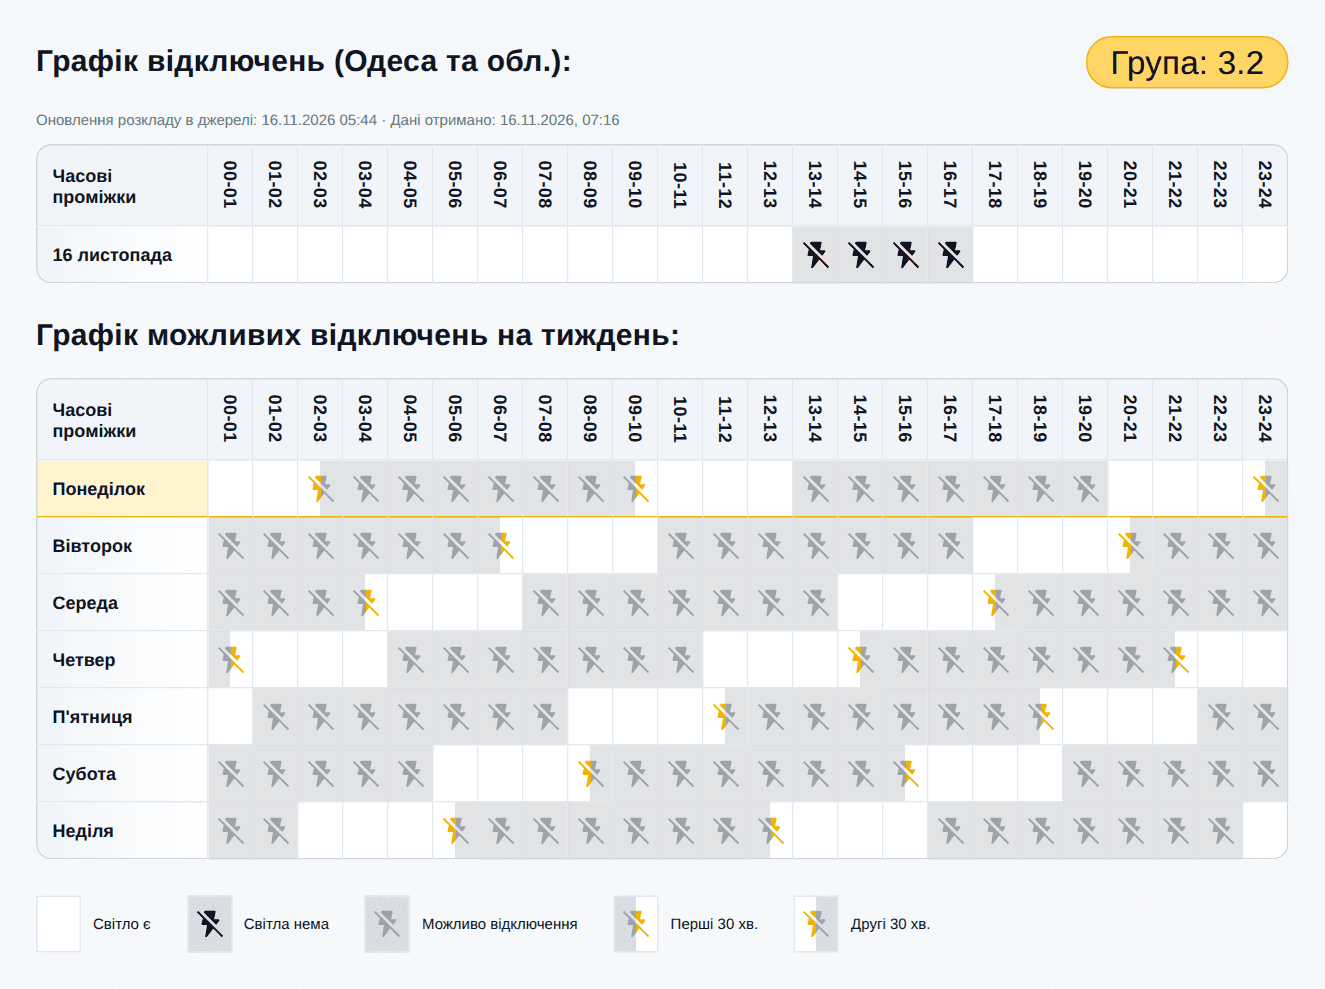 Графік відключень (Одеса та обл.):
Група: 3.2
Оновлення розкладу в джерелі: 16.11.2026 05:44 · Дані отримано: 16.11.2026, 07:16
Часові проміжки 00-01 01-02 02-03 03-04 04-05 05-06 06-07 07-08 08-09 09-10 10-11 11-12 12-13 13-14 14-15 15-16 16-17 17-18 18-19 19-20 20-21 21-22 22-23 23-24
16 листопада
Графік можливих відключень на тиждень:
Часові проміжки 00-01 01-02 02-03 03-04 04-05 05-06 06-07 07-08 08-09 09-10 10-11 11-12 12-13 13-14 14-15 15-16 16-17 17-18 18-19 19-20 20-21 21-22 22-23 23-24
Понеділок
Вівторок
Середа
Четвер
П'ятниця
Субота
Неділя
Світло є Світла нема Можливо відключення Перші 30 хв. Другі 30 хв.